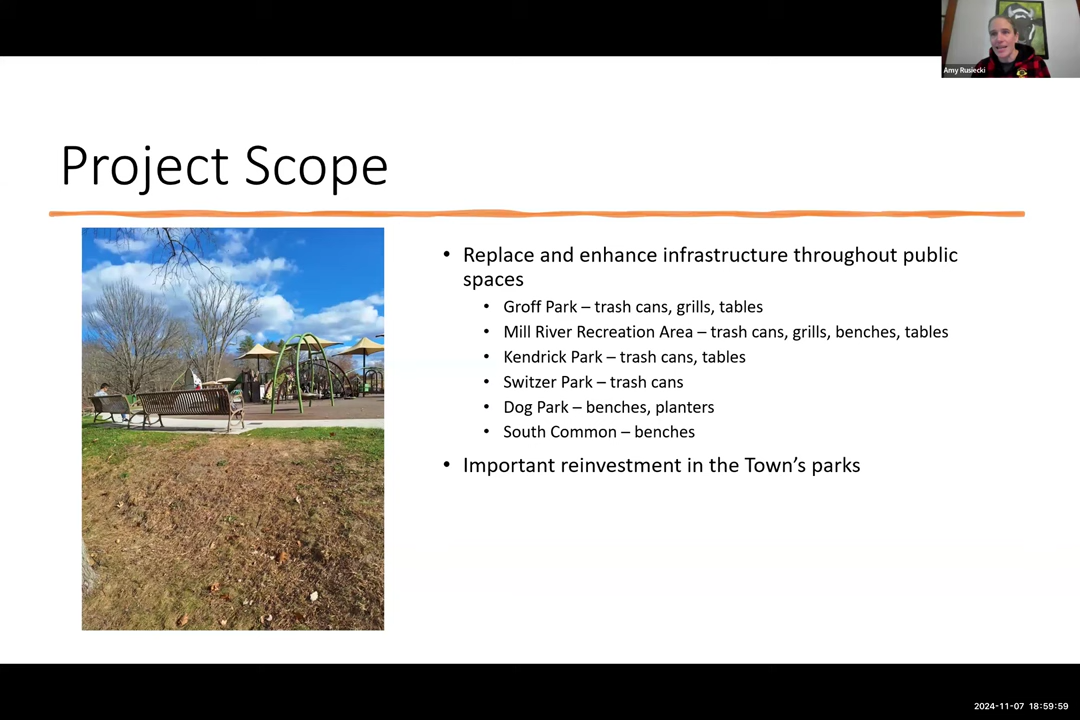 Amy Rusiecki
Project Scope
• Replace and enhance infrastructure throughout public
spaces
• Groff Park – trash cans, grills, tables
• Mill River Recreation Area – trash cans, grills, benches, tables
• Kendrick Park – trash cans, tables
• Switzer Park – trash cans
• Dog Park – benches, planters
• South Common – benches
• Important reinvestment in the Town’s parks
2024-11-07 18:59:59